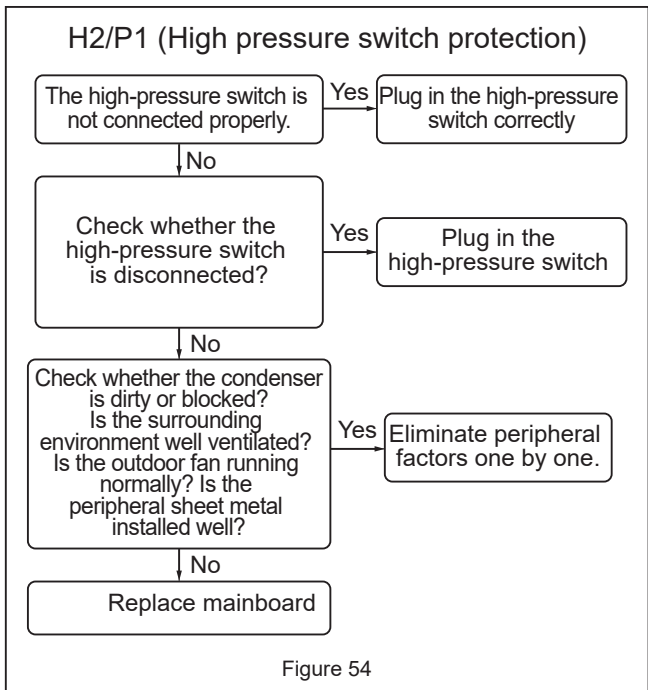 H2/P1 (High pressure switch protection)
The high-pressure switch is
not connected properly.
Yes
Plug in the high-pressure
switch correctly
No
Check whether the
high-pressure switch
is disconnected?
Yes
Plug in the
high-pressure switch
No
Check whether the condenser
is dirty or blocked?
Is the surrounding
environment well ventilated?
Is the outdoor fan running
normally? Is the
peripheral sheet metal
installed well?
Yes
Eliminate peripheral
factors one by one.
No
Replace mainboard
Figure 54